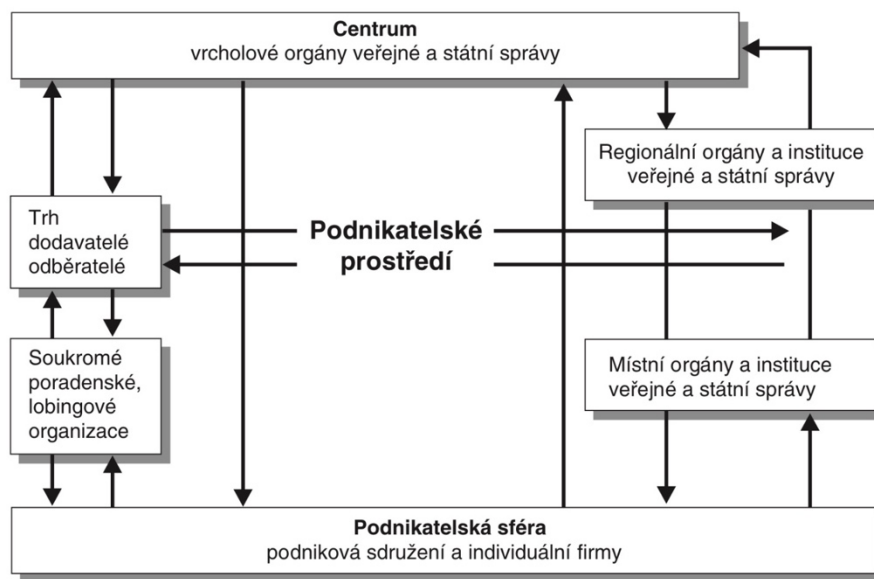 Centrum
vrcholové orgány veřejné a státní správy
Regionální orgány a instituce
veřejné a státní správy
Trh
dodavatelé
odběratelé
Podnikatelské
prostředí
Soukromé
poradenské,
lobingové
organizace
Místní orgány a instituce
veřejné a státní správy
Podnikatelská sféra
podniková sdružení a individuální firmy